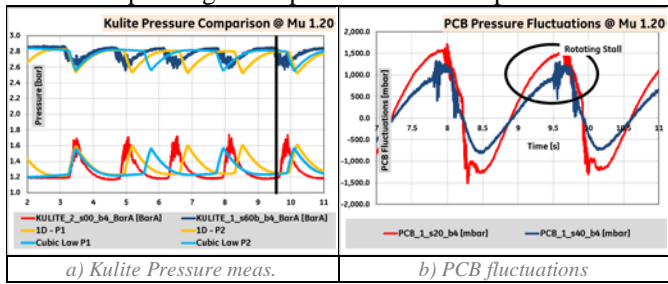 Kulite Pressure Comparison @ Mu 1.20
3.0
2.8
2.6
2.4
2.2
2.0
1.8
1.6
1.4
1.2
1.0
Pressure [bar]
2 3 4 5 6 7 8 9 10 11
KULITE_2_s00_b4_BarA [BarA]
KULITE_1_s60b_b4_BarA [BarA]
1D - P1
1D - P2
Cubic Law P1
Cubic Law P2
a) Kulite Pressure meas.
PCB Pressure Fluctuations @ Mu 1.20
2,000.0
1,500.0
1,000.0
500.0
0.0
-500.0
-1,000.0
-1,500.0
-2,000.0
PCB Fluctuations [mbar]
Rotating Stall
7 7.5 8 8.5 9 9.5 10 10.5 11
Time [s]
PCB_1_s20_b4 [mbar]
PCB_1_s40_b4 [mbar]
b) PCB fluctuations